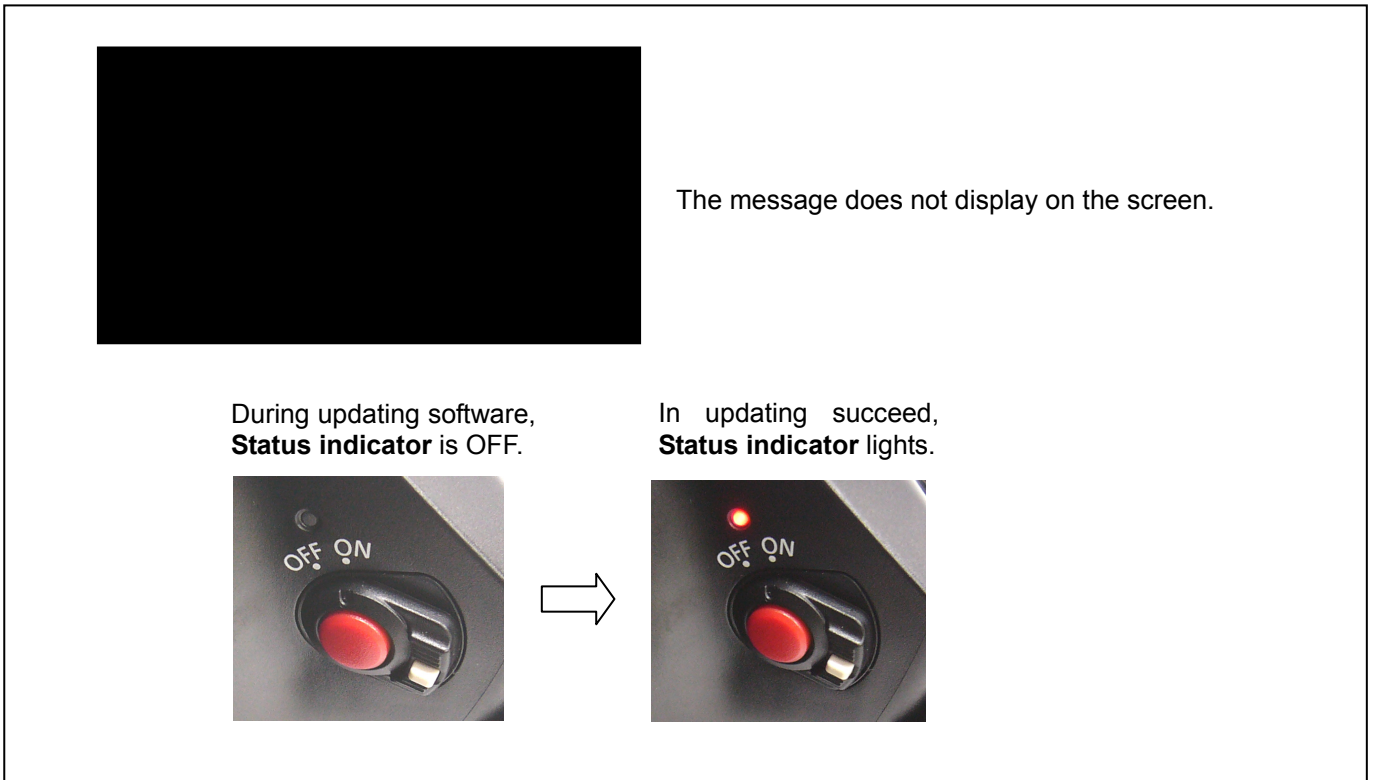 The message does not display on the screen.
During updating software,
Status indicator is OFF.
In updating succeed,
Status indicator lights.
OFF ON
OFF ON